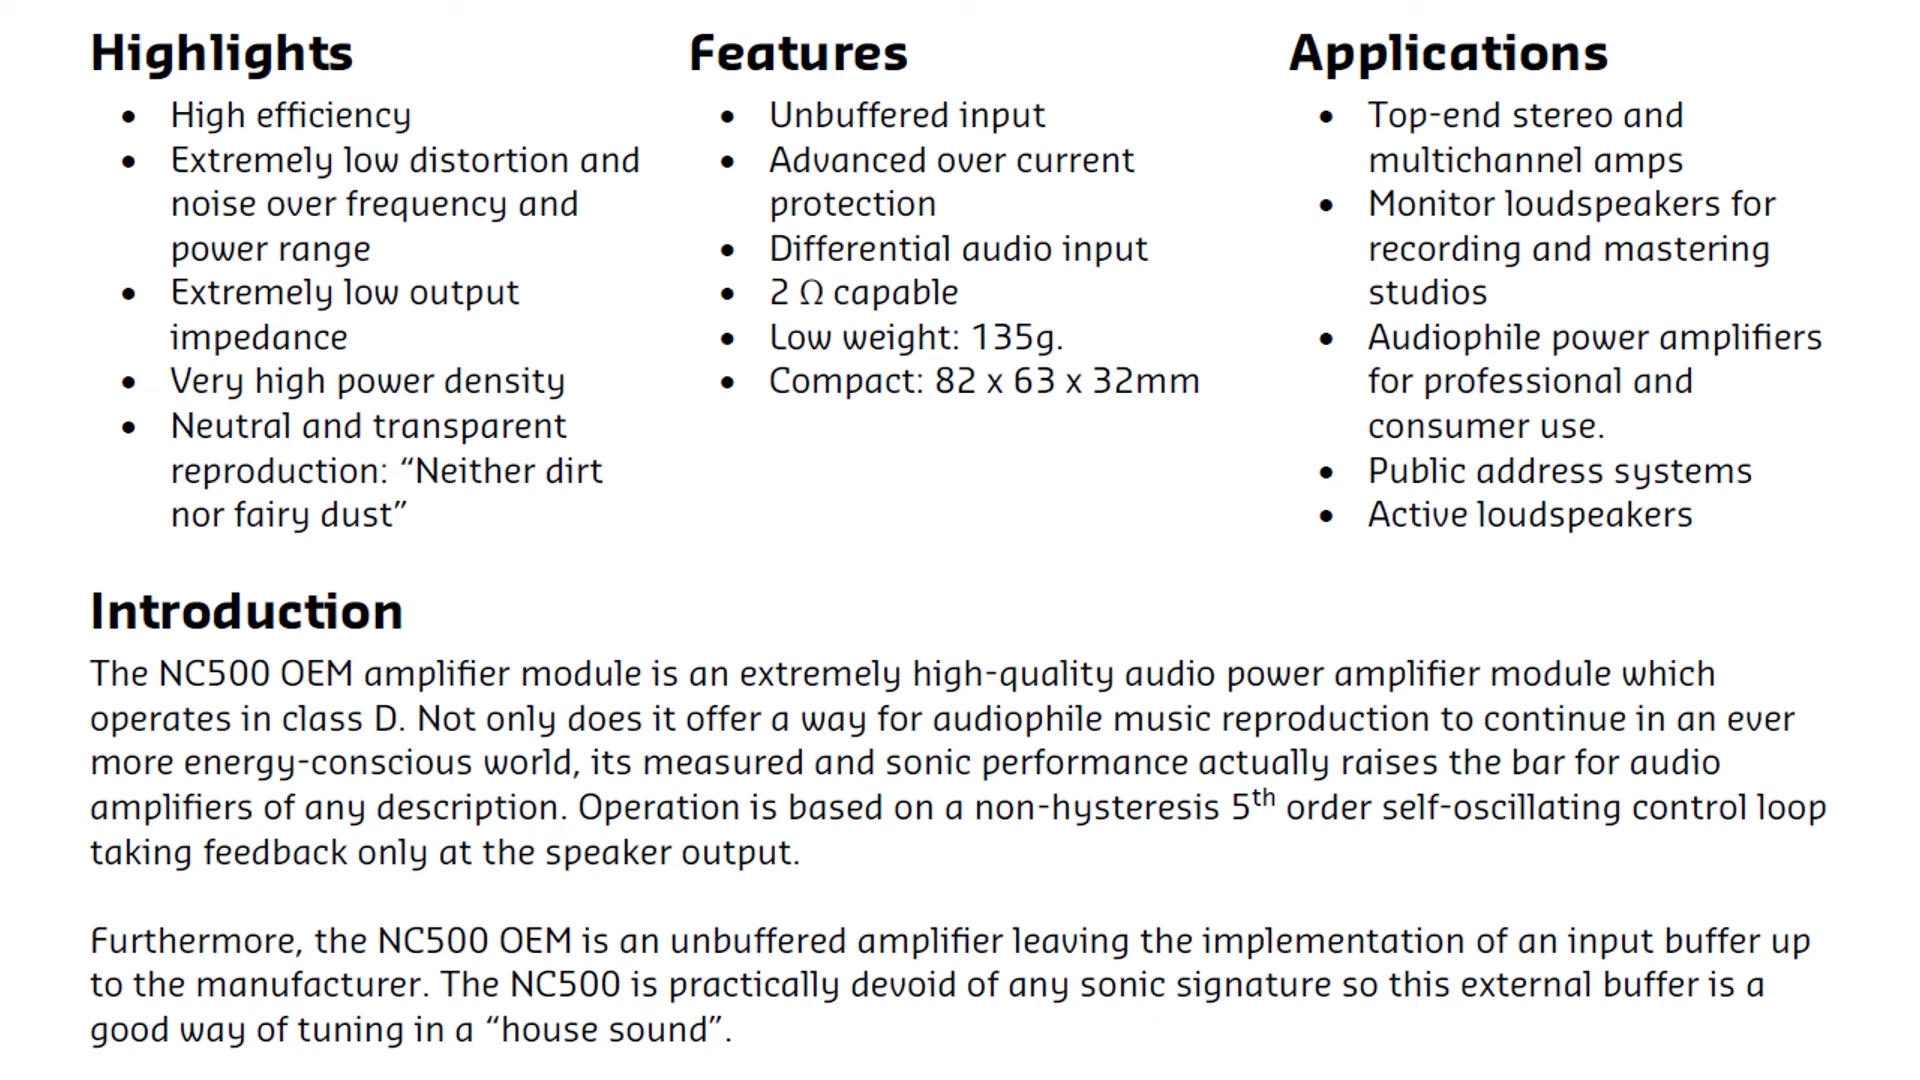 Highlights
• High efficiency
• Extremely low distortion and
noise over frequency and
power range
• Extremely low output
impedance
• Very high power density
• Neutral and transparent
reproduction: “Neither dirt
nor fairy dust”
Features
• Unbuffered input
• Advanced over current
protection
• Differential audio input
• 2 Ω capable
• Low weight: 135g.
• Compact: 82 x 63 x 32mm
Applications
• Top-end stereo and
multichannel amps
• Monitor loudspeakers for
recording and mastering
studios
• Audiophile power amplifiers
for professional and
consumer use.
• Public address systems
• Active loudspeakers
Introduction
The NC500 OEM amplifier module is an extremely high-quality audio power amplifier module which
operates in class D. Not only does it offer a way for audiophile music reproduction to continue in an ever
more energy-conscious world, its measured and sonic performance actually raises the bar for audio
amplifiers of any description. Operation is based on a non-hysteresis 5th order self-oscillating control loop
taking feedback only at the speaker output.
Furthermore, the NC500 OEM is an unbuffered amplifier leaving the implementation of an input buffer up
to the manufacturer. The NC500 is practically devoid of any sonic signature so this external buffer is a
good way of tuning in a “house sound”.